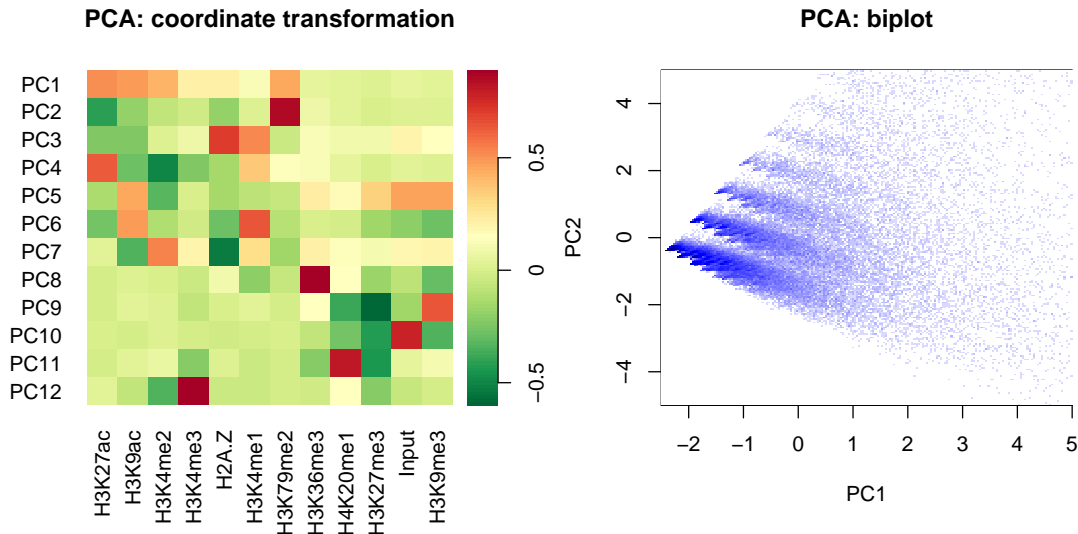 PCA: coordinate transformation
PC1
PC2
PC3
PC4
PC5
PC6
PC7
PC8
PC9
PC10
PC11
PC12
H3K27ac
H3K9ac
H3K4me2
H3K4me3
H2A.Z
H3K4me1
H3K79me2
H3K36me3
H4K20me1
H3K27me3
Input
H3K9me3
0.5
0
−0.5
PCA: biplot
PC2
4
2
0
−2
−4
−2
−1
0
1
2
3
4
5
PC1